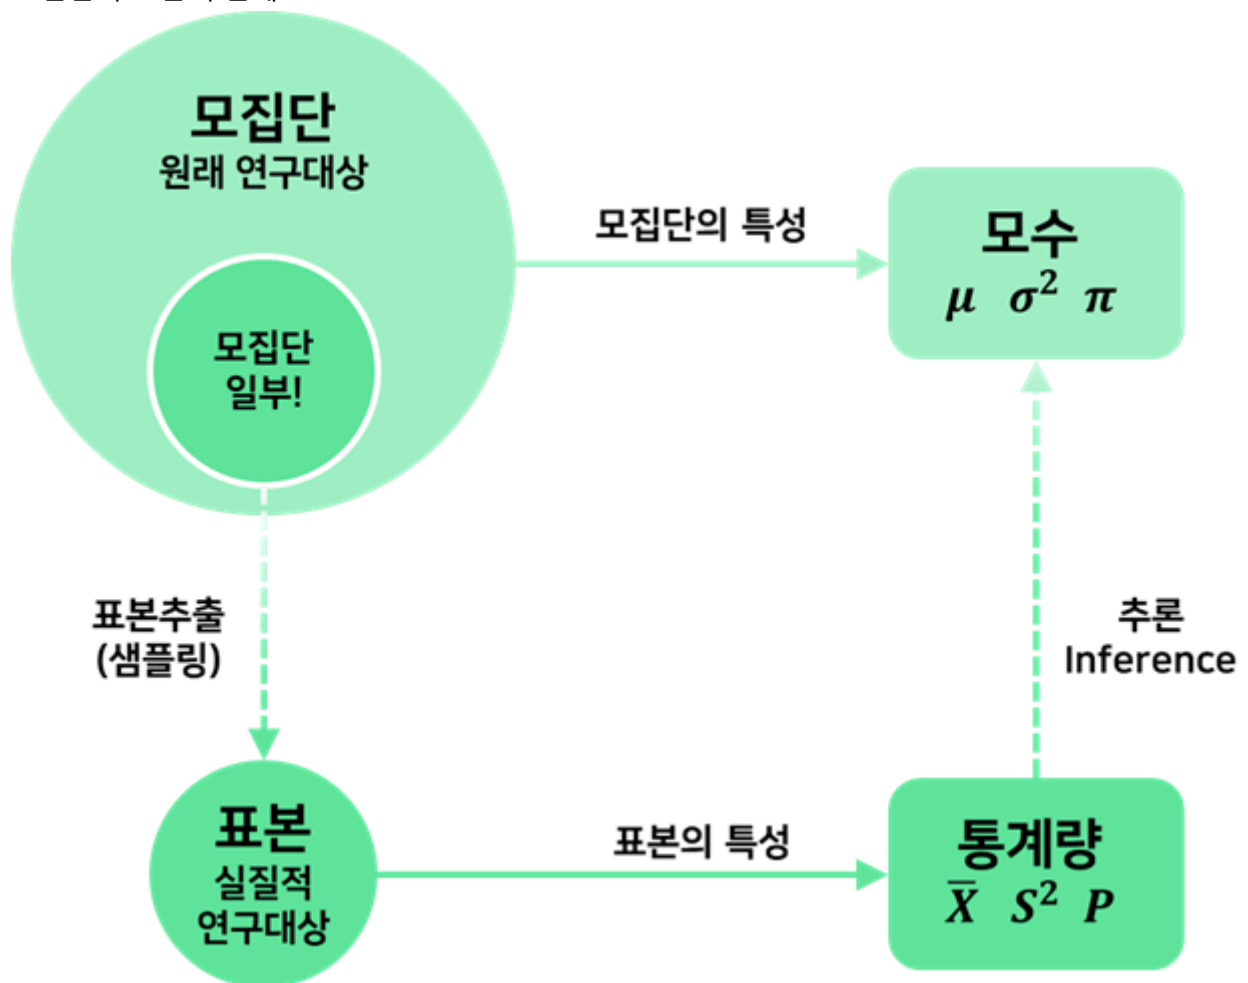 모집단
원래 연구대상
모집단
일부!
모집단의 특성
모수
μ σ² π
표본추출
(샘플링)
추론
Inference
표본
실질적
연구대상
표본의 특성
통계량
X̅ S² P